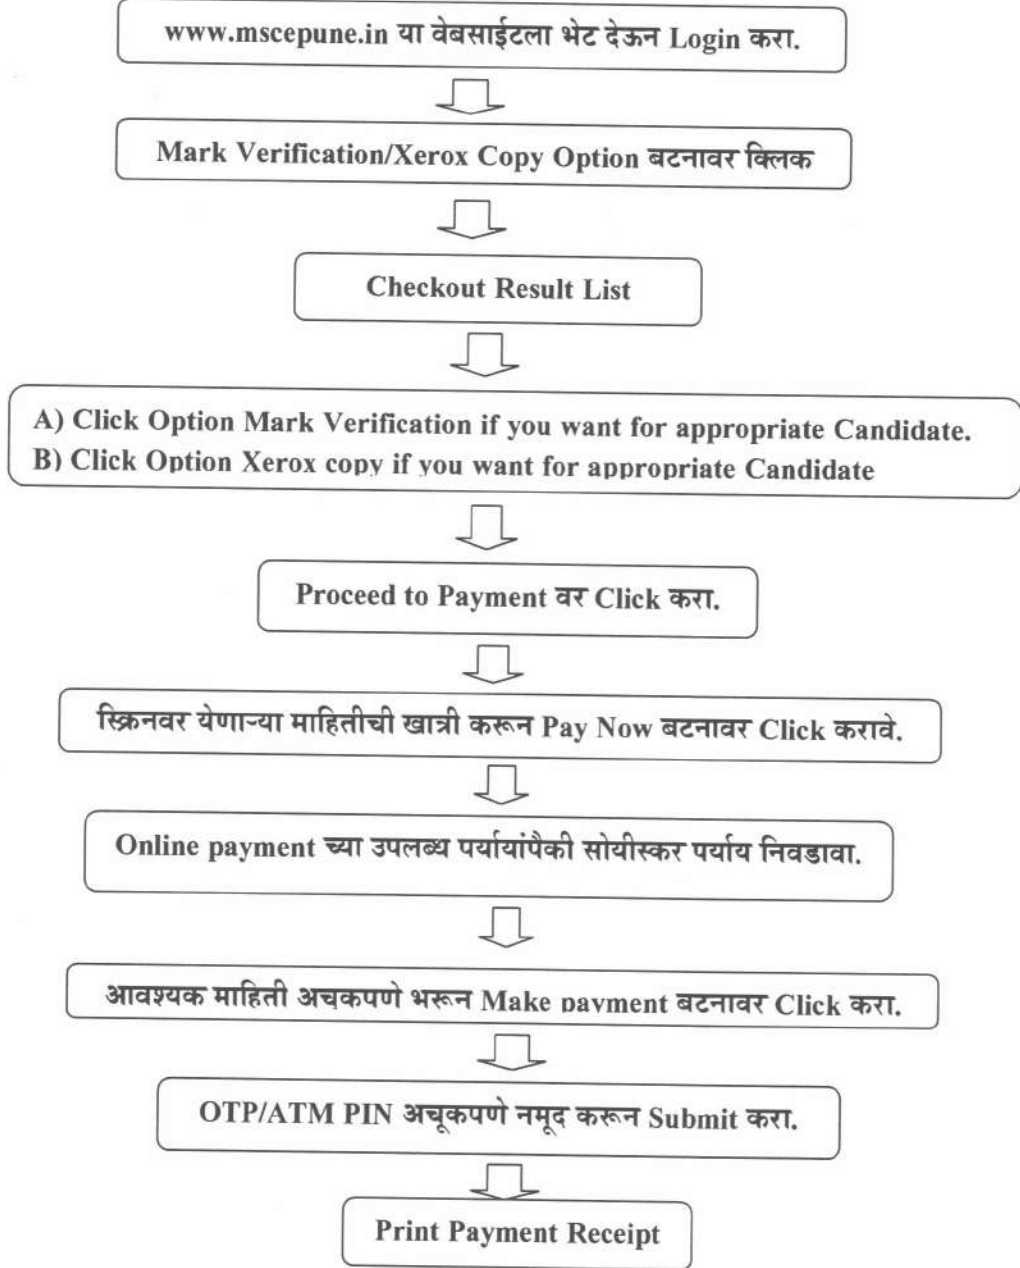 www.mscepune.in या वेबसाईटला भेट देऊन Login करा.
Mark Verification/Xerox Copy Option बटनावर क्लिक
Checkout Result List
A) Click Option Mark Verification if you want for appropriate Candidate.
B) Click Option Xerox copy if you want for appropriate Candidate
Proceed to Payment वर Click करा.
स्क्रिनवर येणाऱ्या माहितीची खात्री करून Pay Now बटनावर Click करावे.
Online payment च्या उपलब्ध पर्यायांपैकी सोयीस्कर पर्याय निवडावा.
आवश्यक माहिती अचूकपणे भरून Make payment बटनावर Click करा.
OTP/ATM PIN अचूकपणे नमूद करून Submit करा.
Print Payment Receipt